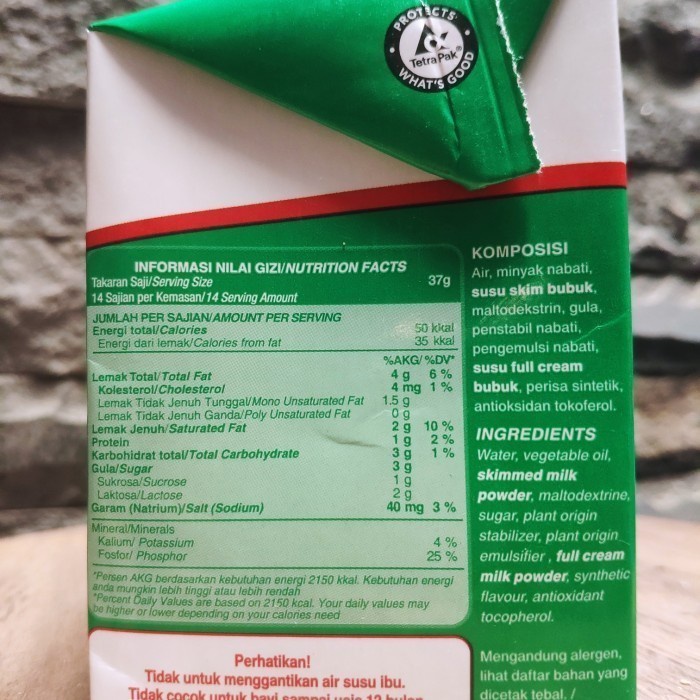 PROTECTS
Tetra Pak®
WHAT'S GOOD
INFORMASI NILAI GIZI/NUTRITION FACTS
Takaran Saji/Serving Size 37g
14 Sajian per Kemasan/14 Serving Amount
JUMLAH PER SAJIAN/AMOUNT PER SERVING
Energi total/Calories 50 kkal
Energi dari lemak/Calories from fat 35 kkal
%AKG/%DV*
Lemak Total/Total Fat 4 g 6 %
Kolesterol/Cholesterol 4 mg 1 %
Lemak Tidak Jenuh Tunggal/Mono Unsaturated Fat 1.5 g
Lemak Tidak Jenuh Ganda/Poly Unsaturated Fat 0 g
Lemak Jenuh/Saturated Fat 2 g 10 %
Protein 1 g 2 %
Karbohidrat total/Total Carbohydrate 3 g 1 %
Gula/Sugar 3 g
Sukrosa/Sucrose 1 g
Laktosa/Lactose 2 g
Garam (Natrium)/Salt (Sodium) 40 mg 3 %
Mineral/Minerals
Kalium/ Potassium 4 %
Fosfor/ Phosphor 25 %
*Persen AKG berdasarkan kebutuhan energi 2150 kkal. Kebutuhan energi
anda mungkin lebih tinggi atau lebih rendah
*Percent Daily Values are based on 2150 kcal. Your daily values may
be higher or lower depending on your calories need
Perhatikan!
Tidak untuk menggantikan air susu ibu.
Tidak cocok untuk bayi sampai usia 12 bulan
KOMPOSISI
Air, minyak nabati,
susu skim bubuk,
maltodekstrin, gula,
penstabil nabati,
pengemulsi nabati,
susu full cream
bubuk, perisa sintetik,
antioksidan tokoferol.
INGREDIENTS
Water, vegetable oil,
skimmed milk
powder, maltodextrine,
sugar, plant origin
stabilizer, plant origin
emulsifier, full cream
milk powder, synthetic
flavour, antioxidant
tocopherol.
Mengandung alergen,
lihat daftar bahan yang
dicetak tebal. /